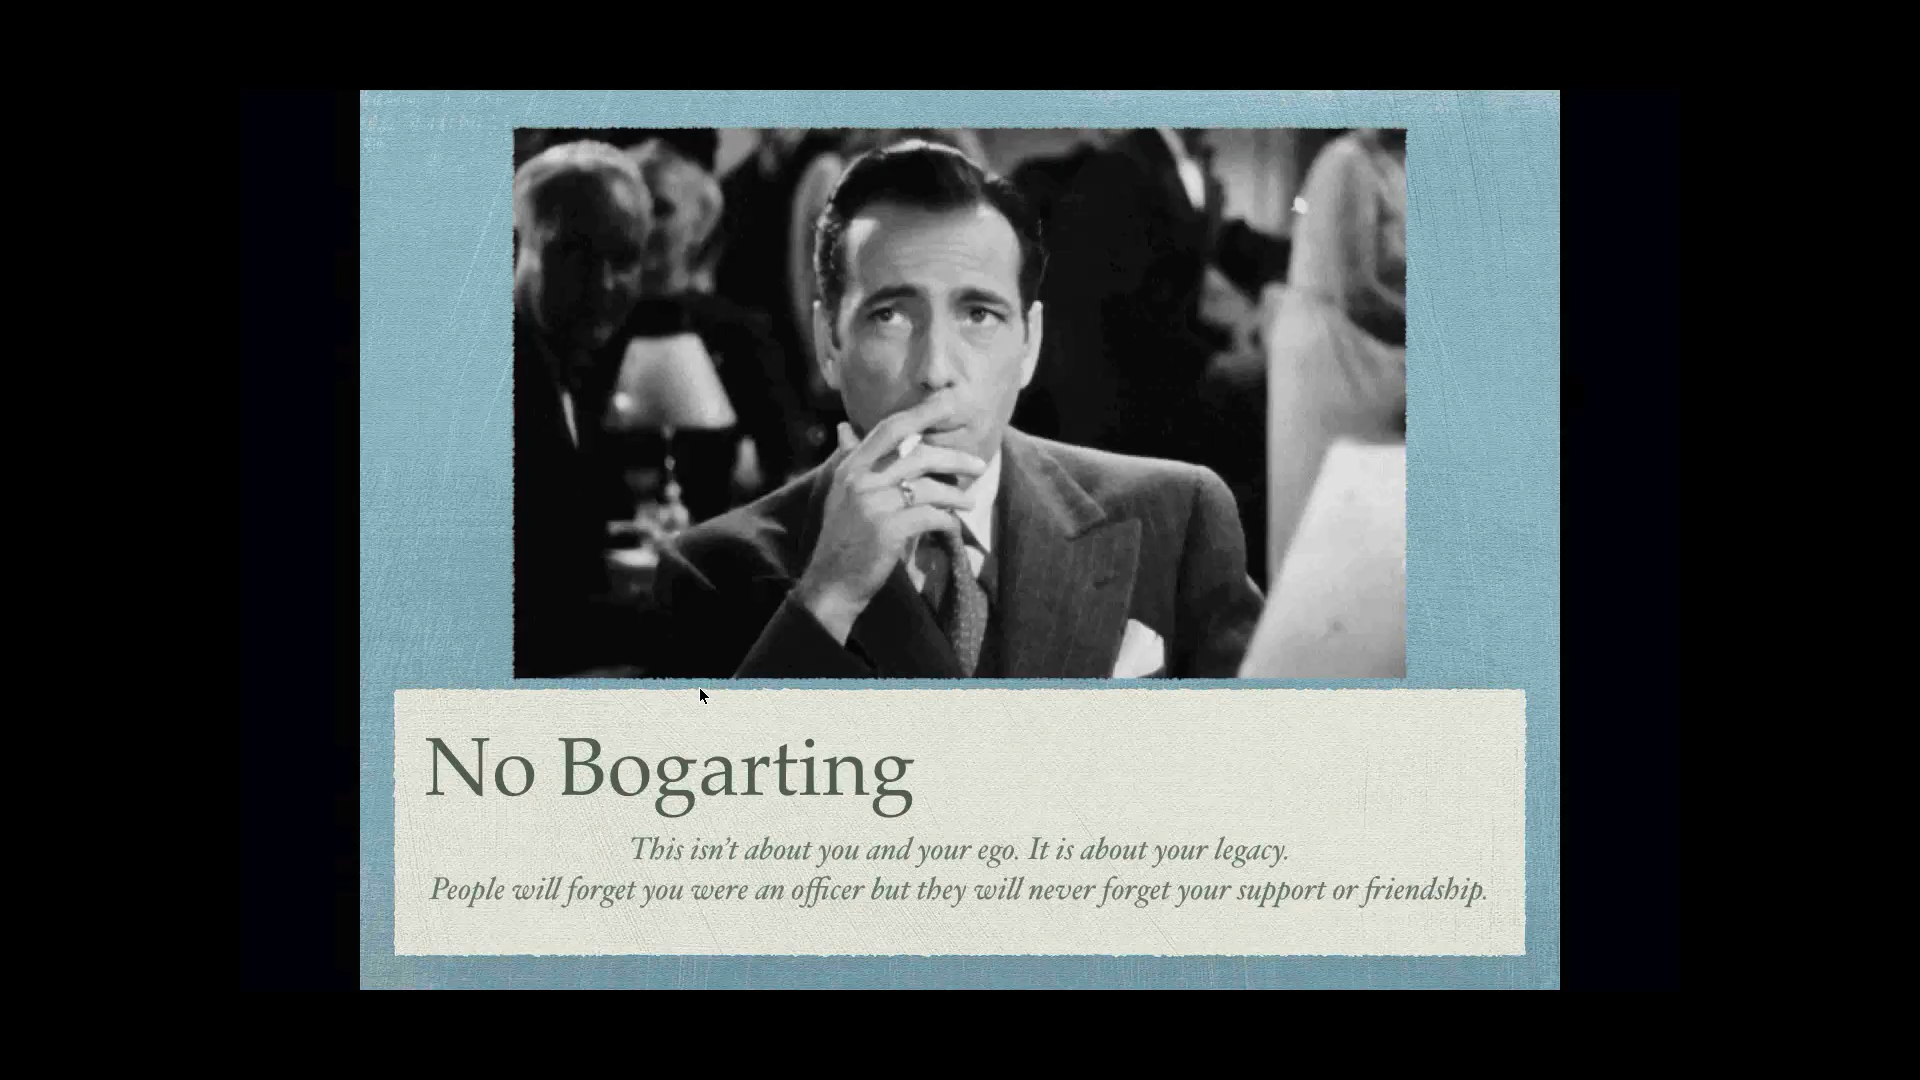 No Bogarting
This isn't about you and your ego. It is about your legacy.
People will forget you were an officer but they will never forget your support or friendship.